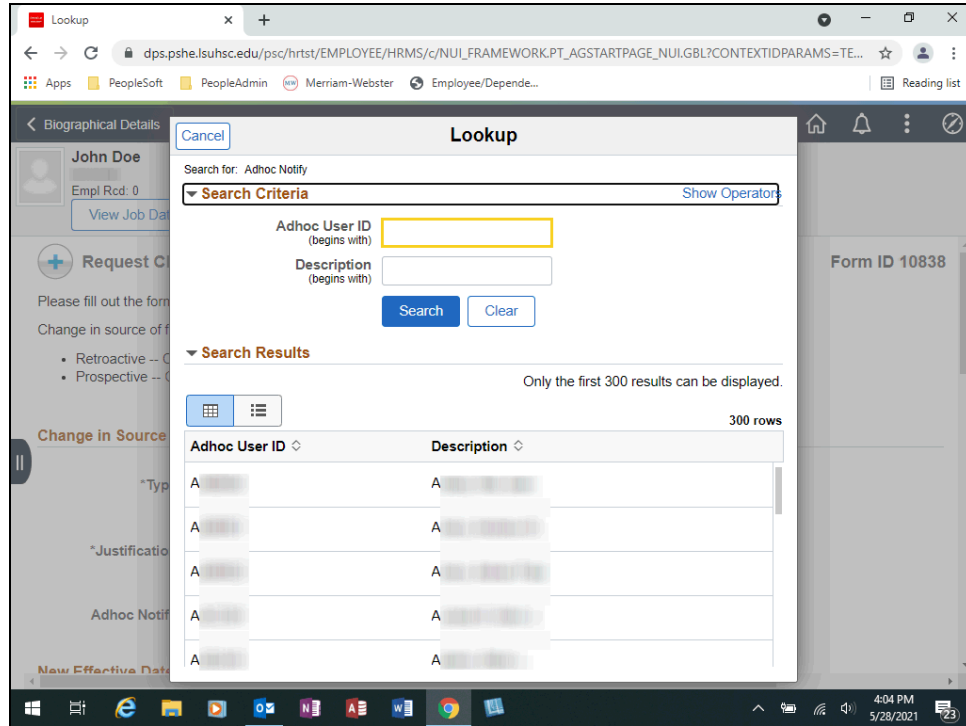 Lookup
dps.pshe.lsuhsc.edu/psc/hrtst/EMPLOYEE/HRMS/c/NUI_FRAMEWORK.PT_AGSTARTPAGE_NUI.GBL?CONTEXTIDPARAMS=TE...
Apps PeopleSoft PeopleAdmin Merriam-Webster Employee/Depende... Reading list
Biographical Details
Cancel Lookup
John Doe
Search for: Adhoc Notify
Empl Rcd: 0
Search Criteria Show Operators
View Job Dat
Adhoc User ID
(begins with)
Request Cl Form ID 10838
Description
(begins with)
Please fill out the form
Search Clear
Change in source of f
Retroactive -- C
Search Results
Prospective -- C
Only the first 300 results can be displayed.
300 rows
Change in Source
Adhoc User ID Description
*Typ
A A
A A
*Justificatio
A A
Adhoc Notif
A A
A A
New Effective Date
4:04 PM
5/28/2021
23